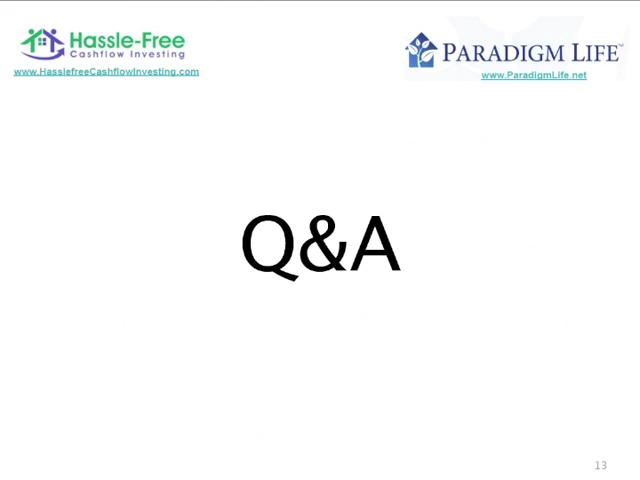 Hassle-Free
Cashflow Investing
www.HasslefreeCashflowInvesting.com
PARADIGM LIFE™
www.ParadigmLife.net
Q&A
13